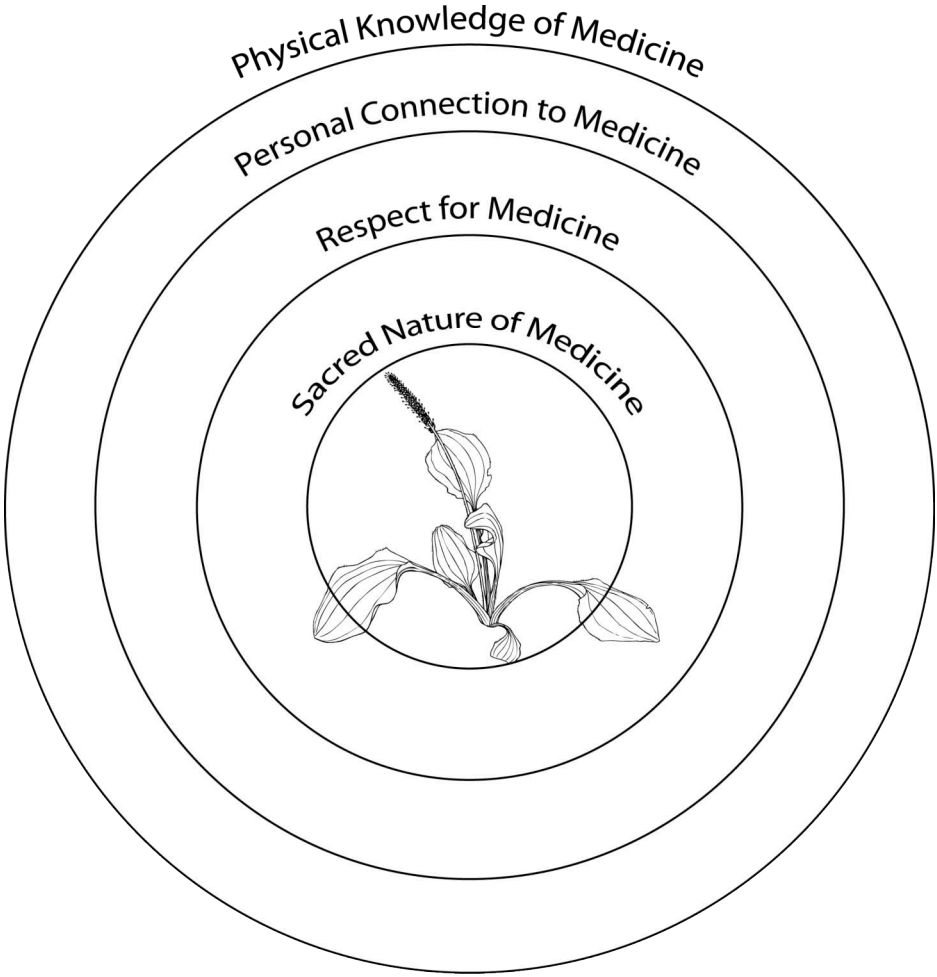 Physical Knowledge of Medicine
Personal Connection to Medicine
Respect for Medicine
Sacred Nature of Medicine